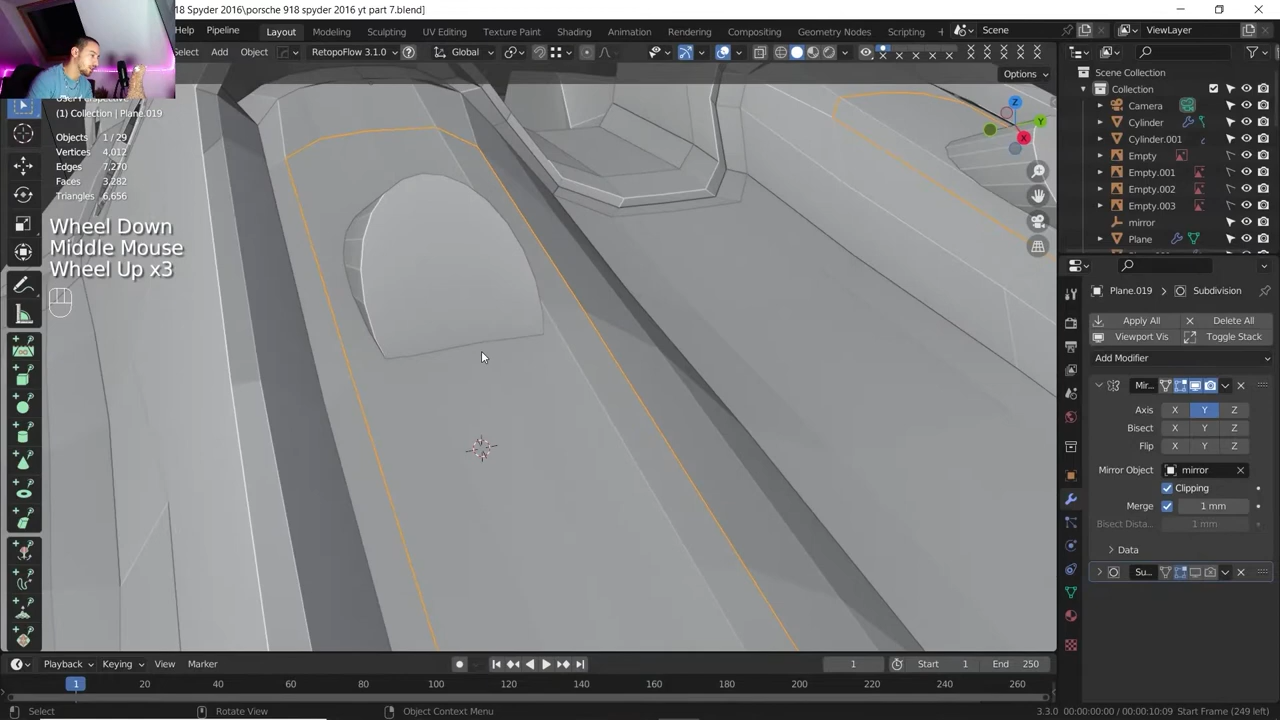 18 Spyder 2016\porsche 918 spyder 2016 yt part 7.blend]
der Pipeline
Layout Modeling Sculpting UV Editing Texture Paint Shading Animation Rendering Compositing Geometry Nodes Scripting
Scene
ViewLayer
elect Add Object
RetopoFlow 3.1.0
Global
Options
User Perspective
(1) Collection | Plane.019
Objects 1 / 29
Vertices 4,012
Edges 7,270
Faces 3,282
Triangles 6,656
Wheel Down
Middle Mouse
Wheel Up x3
Z
Y
X
Scene Collection
Collection
Camera
Cylinder
Cylinder.001
Empty
Empty.001
Empty.002
Empty.003
mirror
Plane
Plane.019 > Subdivision
Apply All Delete All
Viewport Vis Toggle Stack
Add Modifier
Mir...
Axis X Y Z
Bisect X Y Z
Flip X Y Z
Mirror Object mirror
Clipping
Merge 1 mm
Bisect Dista... 1 mm
Data
Su...
Playback Keying View Marker
1
Start 1
End 250
1 20 40 60 80 100 120 140 160 180 200 220 240 260
Select
Rotate View
Object Context Menu
3.3.0 00:00:00:00 / 00:00:10:09 Start Frame (249 left)